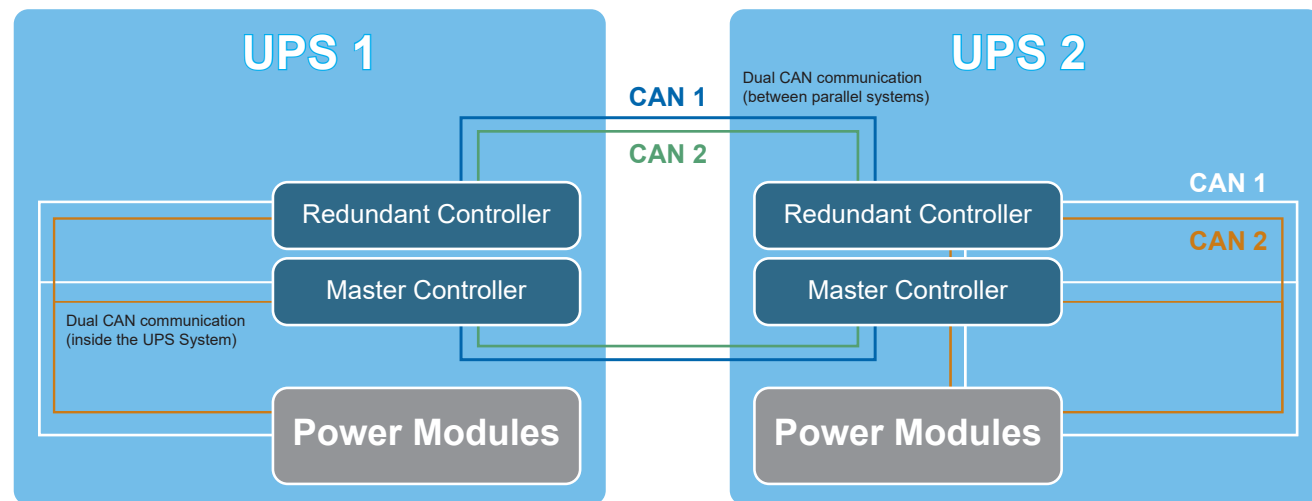 UPS 1
UPS 2
Dual CAN communication
(between parallel systems)
CAN 1
CAN 2
Redundant Controller
Redundant Controller
CAN 1
CAN 2
Master Controller
Master Controller
Dual CAN communication
(inside the UPS System)
Power Modules
Power Modules